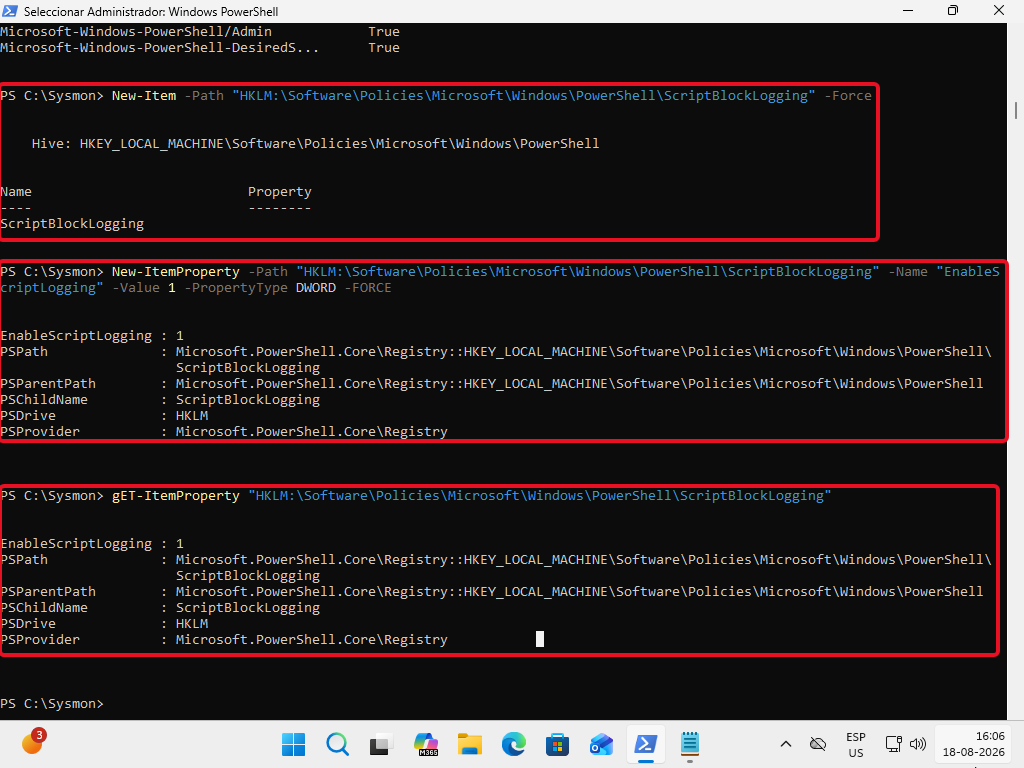 Seleccionar Administrador: Windows PowerShell
Microsoft-Windows-PowerShell/Admin True
Microsoft-Windows-PowerShell-DesiredS... True
PS C:\Sysmon> New-Item -Path "HKLM:\Software\Policies\Microsoft\Windows\PowerShell\ScriptBlockLogging" -Force
Hive: HKEY_LOCAL_MACHINE\Software\Policies\Microsoft\Windows\PowerShell
Name Property
---- --------
ScriptBlockLogging
PS C:\Sysmon> New-ItemProperty -Path "HKLM:\Software\Policies\Microsoft\Windows\PowerShell\ScriptBlockLogging" -Name "EnableS
criptLogging" -Value 1 -PropertyType DWORD -FORCE
EnableScriptLogging : 1
PSPath : Microsoft.PowerShell.Core\Registry::HKEY_LOCAL_MACHINE\Software\Policies\Microsoft\Windows\PowerShell\
ScriptBlockLogging
PSParentPath : Microsoft.PowerShell.Core\Registry::HKEY_LOCAL_MACHINE\Software\Policies\Microsoft\Windows\PowerShell
PSChildName : ScriptBlockLogging
PSDrive : HKLM
PSProvider : Microsoft.PowerShell.Core\Registry
PS C:\Sysmon> gET-ItemProperty "HKLM:\Software\Policies\Microsoft\Windows\PowerShell\ScriptBlockLogging"
EnableScriptLogging : 1
PSPath : Microsoft.PowerShell.Core\Registry::HKEY_LOCAL_MACHINE\Software\Policies\Microsoft\Windows\PowerShell\
ScriptBlockLogging
PSParentPath : Microsoft.PowerShell.Core\Registry::HKEY_LOCAL_MACHINE\Software\Policies\Microsoft\Windows\PowerShell
PSChildName : ScriptBlockLogging
PSDrive : HKLM
PSProvider : Microsoft.PowerShell.Core\Registry
PS C:\Sysmon>
3
M365
ESP
US
16:06
18-08-2026